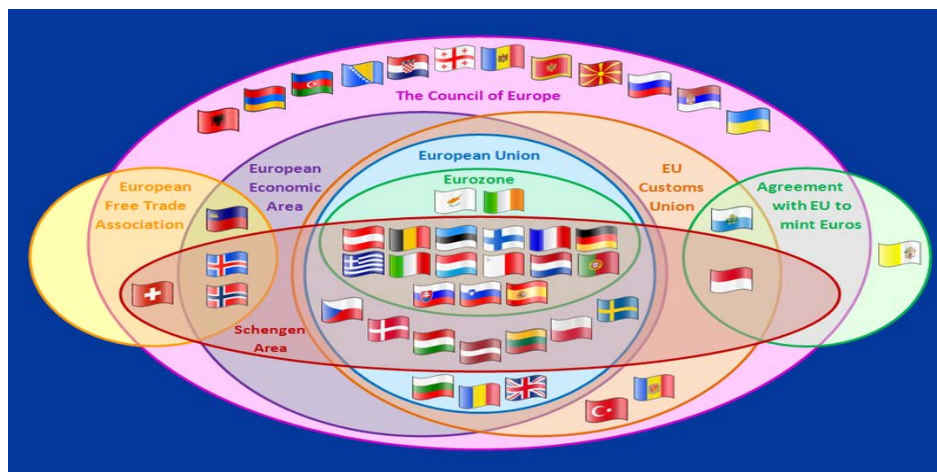 The Council of Europe
European
Economic
Area
European Union
Eurozone
EU
Customs
Union
European
Free Trade
Association
Agreement
with EU to
mint Euros
Schengen
Area